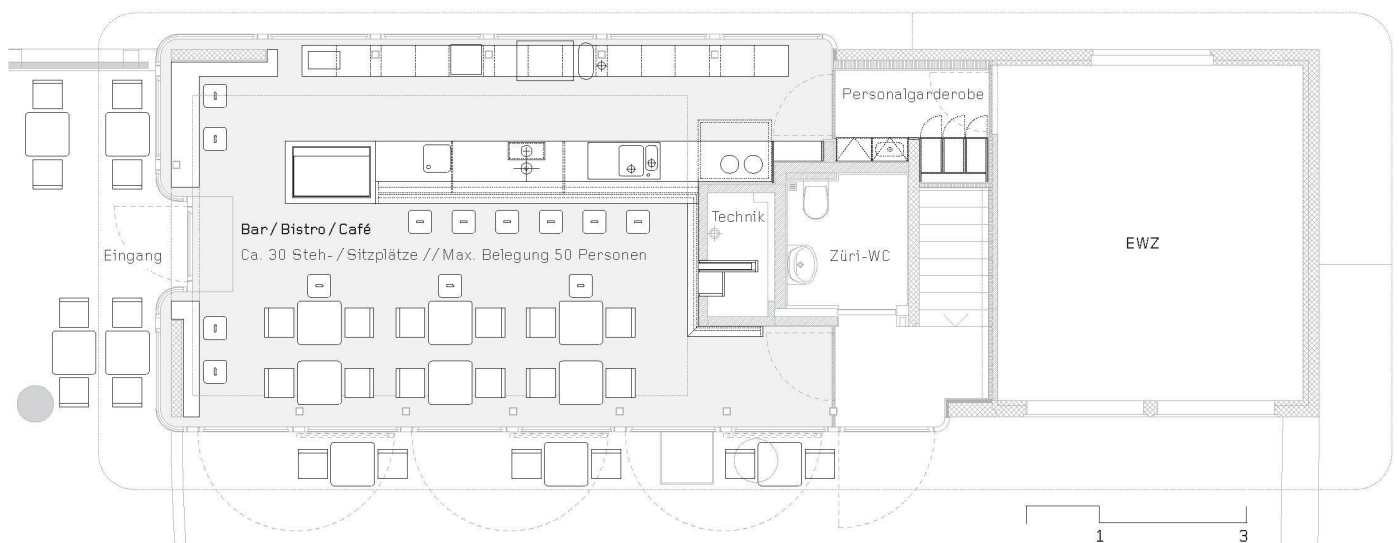 Personalgarderobe
Technik
Bar / Bistro / Café
Eingang
Ca. 30 Steh- / Sitzplätze // Max. Belegung 50 Personen
Züri-WC
EWZ
1 3